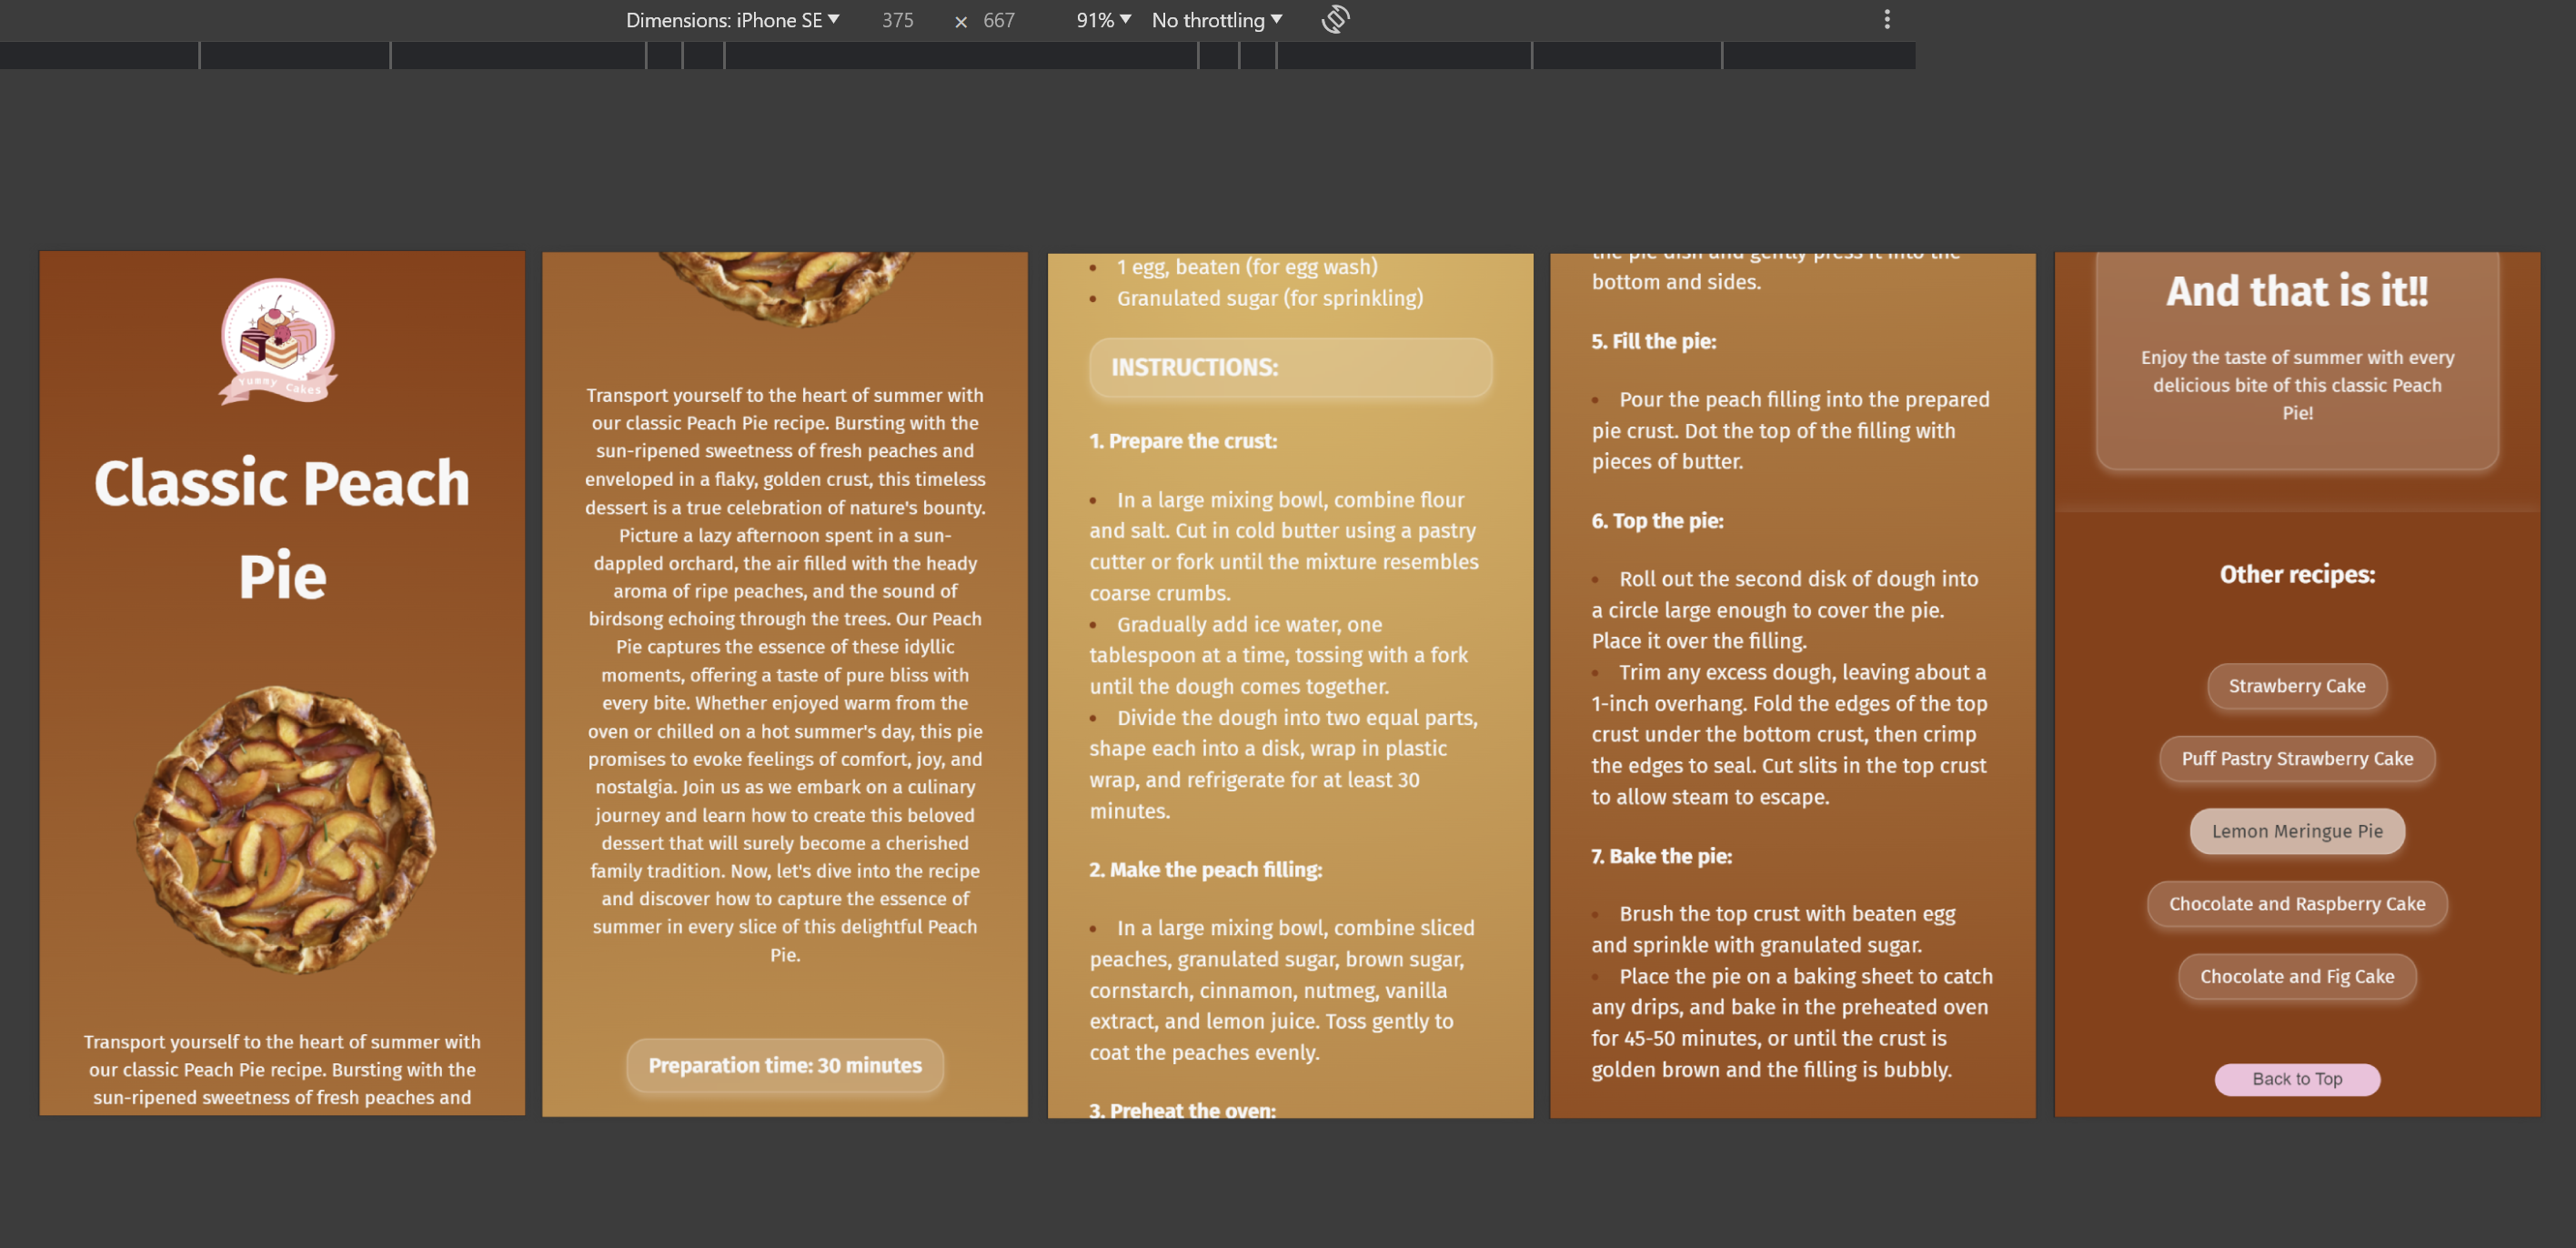 Dimensions: iPhone SE 375 × 667 91% No throttling
Yummy Cakes
Classic Peach
Pie
Transport yourself to the heart of summer with
our classic Peach Pie recipe. Bursting with the
sun-ripened sweetness of fresh peaches and
Transport yourself to the heart of summer with
our classic Peach Pie recipe. Bursting with the
sun-ripened sweetness of fresh peaches and
enveloped in a flaky, golden crust, this timeless
dessert is a true celebration of nature's bounty.
Picture a lazy afternoon spent in a sun-
dappled orchard, the air filled with the heady
aroma of ripe peaches, and the sound of
birdsong echoing through the trees. Our Peach
Pie captures the essence of these idyllic
moments, offering a taste of pure bliss with
every bite. Whether enjoyed warm from the
oven or chilled on a hot summer's day, this pie
promises to evoke feelings of comfort, joy, and
nostalgia. Join us as we embark on a culinary
journey and learn how to create this beloved
dessert that will surely become a cherished
family tradition. Now, let's dive into the recipe
and discover how to capture the essence of
summer in every slice of this delightful Peach
Pie.
Preparation time: 30 minutes
• 1 egg, beaten (for egg wash)
• Granulated sugar (for sprinkling)
INSTRUCTIONS:
1. Prepare the crust:
• In a large mixing bowl, combine flour
and salt. Cut in cold butter using a pastry
cutter or fork until the mixture resembles
coarse crumbs.
• Gradually add ice water, one
tablespoon at a time, tossing with a fork
until the dough comes together.
• Divide the dough into two equal parts,
shape each into a disk, wrap in plastic
wrap, and refrigerate for at least 30
minutes.
2. Make the peach filling:
• In a large mixing bowl, combine sliced
peaches, granulated sugar, brown sugar,
cornstarch, cinnamon, nutmeg, vanilla
extract, and lemon juice. Toss gently to
coat the peaches evenly.
3. Preheat the oven:
the pie dish and gently press it into the
bottom and sides.
5. Fill the pie:
• Pour the peach filling into the prepared
pie crust. Dot the top of the filling with
pieces of butter.
6. Top the pie:
• Roll out the second disk of dough into
a circle large enough to cover the pie.
Place it over the filling.
• Trim any excess dough, leaving about a
1-inch overhang. Fold the edges of the top
crust under the bottom crust, then crimp
the edges to seal. Cut slits in the top crust
to allow steam to escape.
7. Bake the pie:
• Brush the top crust with beaten egg
and sprinkle with granulated sugar.
• Place the pie on a baking sheet to catch
any drips, and bake in the preheated oven
for 45-50 minutes, or until the crust is
golden brown and the filling is bubbly.
And that is it!!
Enjoy the taste of summer with every
delicious bite of this classic Peach
Pie!
Other recipes:
Strawberry Cake
Puff Pastry Strawberry Cake
Lemon Meringue Pie
Chocolate and Raspberry Cake
Chocolate and Fig Cake
Back to Top